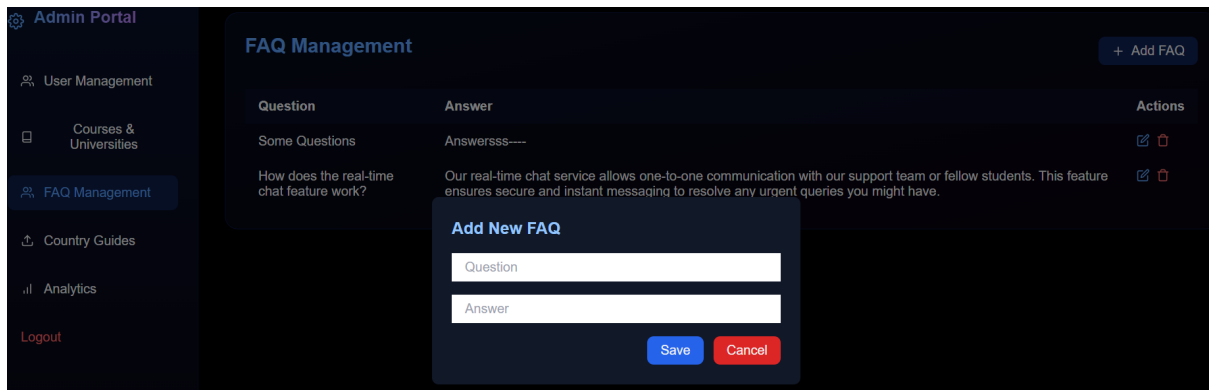 Admin Portal
User Management
Courses &
Universities
FAQ Management
Country Guides
Analytics
Logout
FAQ Management
+ Add FAQ
Question Answer Actions
Some Questions Answersss----
How does the real-time Our real-time chat service allows one-to-one communication with our support team or fellow students. This feature
chat feature work? ensures secure and instant messaging to resolve any urgent queries you might have.
Add New FAQ
Question
Answer
Save Cancel